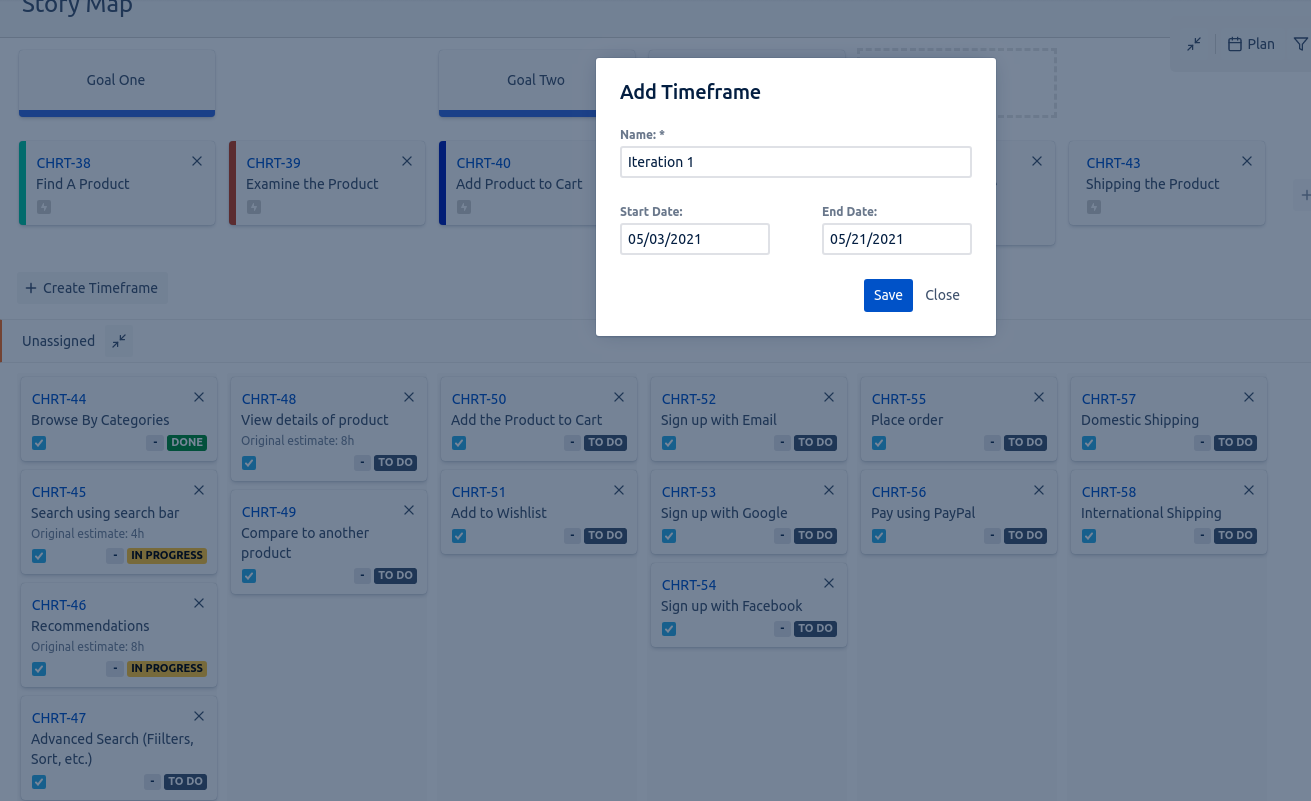 Story Map
Plan
Goal One
Goal Two
Add Timeframe
Name: *
Iteration 1
Start Date:
End Date:
05/03/2021
05/21/2021
Save
Close
CHRT-38
Find A Product
CHRT-39
Examine the Product
CHRT-40
Add Product to Cart
CHRT-43
Shipping the Product
+ Create Timeframe
Unassigned
CHRT-44
Browse By Categories
- DONE
CHRT-45
Search using search bar
Original estimate: 4h
- IN PROGRESS
CHRT-46
Recommendations
Original estimate: 8h
- IN PROGRESS
CHRT-47
Advanced Search (Fiilters,
Sort, etc.)
- TO DO
CHRT-48
View details of product
Original estimate: 8h
- TO DO
CHRT-49
Compare to another
product
- TO DO
CHRT-50
Add the Product to Cart
- TO DO
CHRT-51
Add to Wishlist
- TO DO
CHRT-52
Sign up with Email
- TO DO
CHRT-53
Sign up with Google
- TO DO
CHRT-54
Sign up with Facebook
- TO DO
CHRT-55
Place order
- TO DO
CHRT-56
Pay using PayPal
- TO DO
CHRT-57
Domestic Shipping
- TO DO
CHRT-58
International Shipping
- TO DO